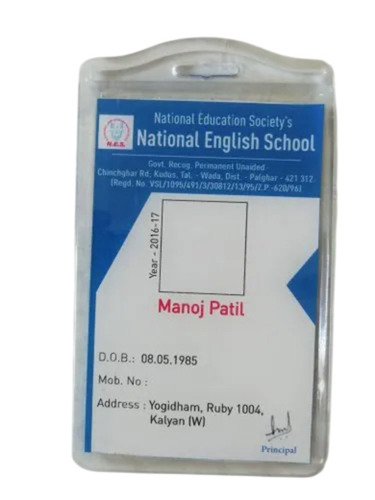 National Education Society's
N.E.S.
National English School
Govt. Recog. Permanent Unaided
Chinchghar Rd, Kudus, Tal. - Wada, Dist. - Palghar - 421 312.
(Regd. No. VSL/1095/491/3/30812/13/95/Z.P.-620/96)
Year - 2016-17
Manoj Patil
D.O.B.: 08.05.1985
Mob. No :
Address : Yogidham, Ruby 1004,
Kalyan (W)
Principal